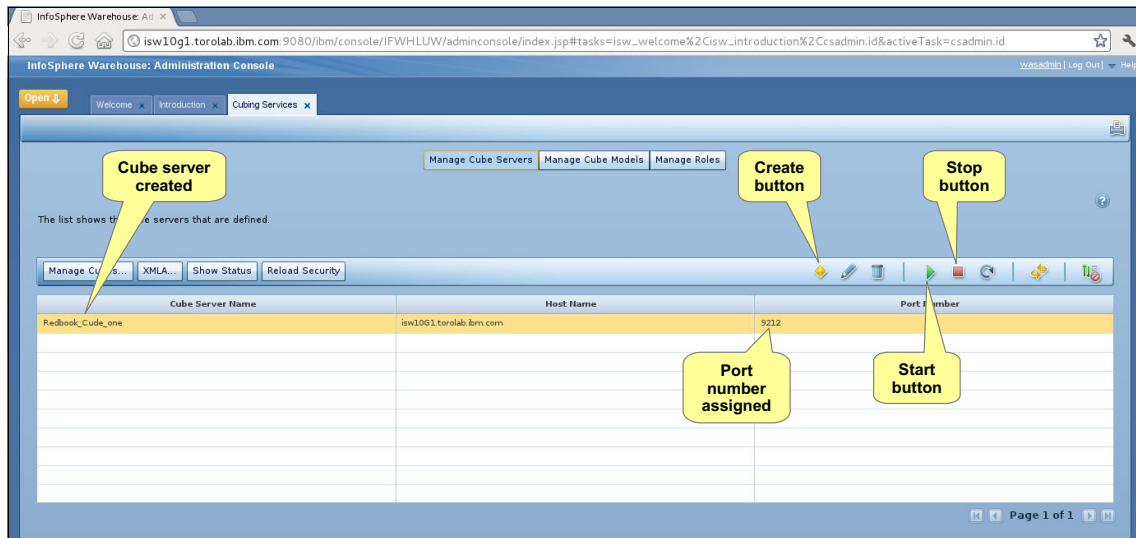 InfoSphere Warehouse: Ad ×
isw10g1.torolab.ibm.com:9080/ibm/console/IFWHLUW/adminconsole/index.jsp#tasks=isw_welcome%2Cisw_introduction%2Ccsadmin.id&activeTask=csadmin.id
InfoSphere Warehouse: Administration Console
wasadmin | Log Out | Help
Open
Welcome x
Introduction x
Cubing Services x
Manage Cube Servers
Manage Cube Models
Manage Roles
Cube server
created
Create
button
Stop
button
The list shows th e servers that are defined.
Manage Cu s...
XMLA...
Show Status
Reload Security
Cube Server Name
Host Name
Port Number
Redbook_Cude_one
isw10G1.torolab.ibm.com
9212
Port
number
assigned
Start
button
Page 1 of 1